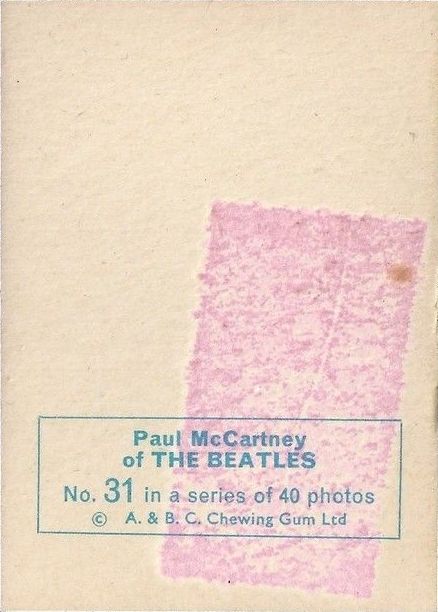 Paul McCartney
of THE BEATLES
No. 31 in a series of 40 photos
© A. & B. C. Chewing Gum Ltd